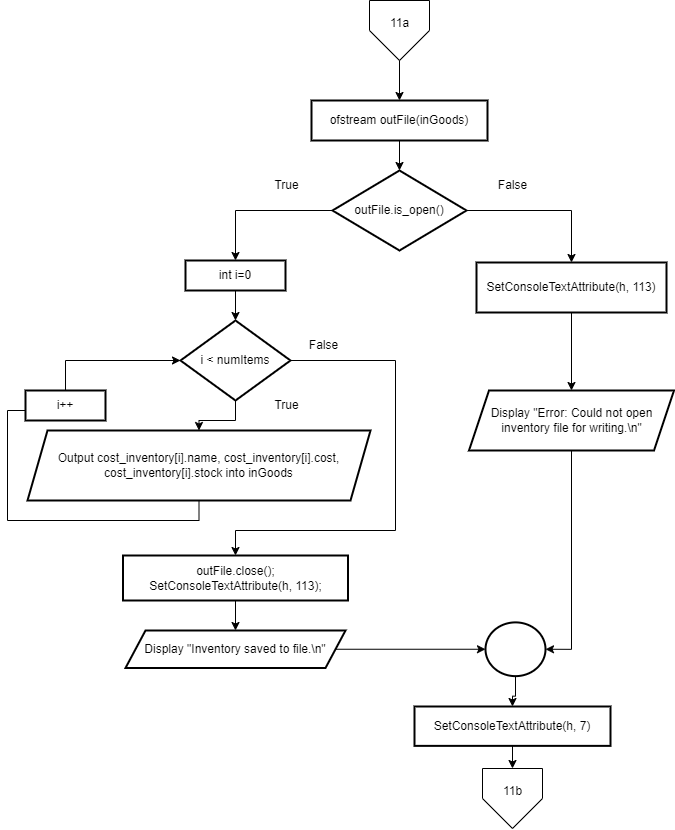 11a
ofstream outFile(inGoods)
True
False
outFile.is_open()
int i=0
SetConsoleTextAttribute(h, 113)
i < numItems
False
i++
True
Display "Error: Could not open
inventory file for writing.\n"
Output cost_inventory[i].name, cost_inventory[i].cost,
cost_inventory[i].stock into inGoods
outFile.close();
SetConsoleTextAttribute(h, 113);
Display "Inventory saved to file.\n"
SetConsoleTextAttribute(h, 7)
11b